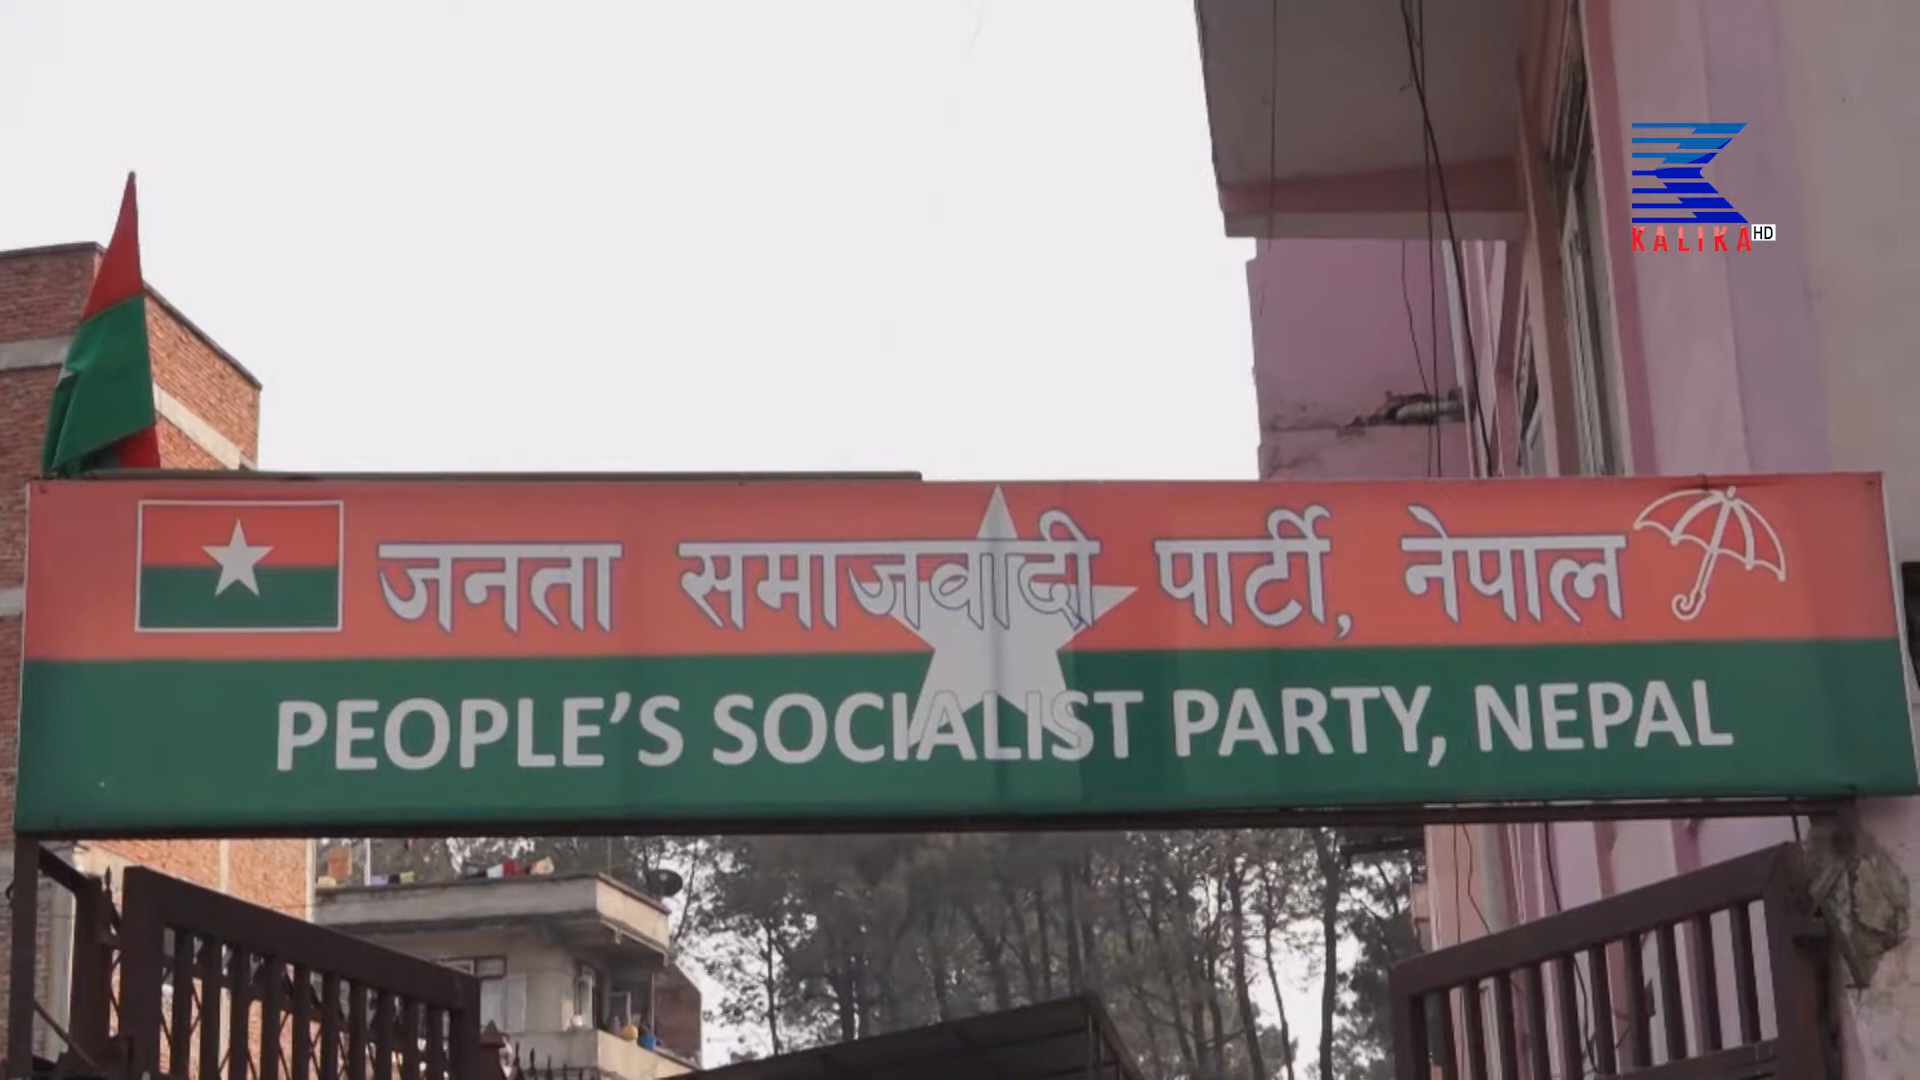 KALIKA HD
जनता समाजवादी पार्टी, नेपाल
PEOPLE'S SOCIALIST PARTY, NEPAL